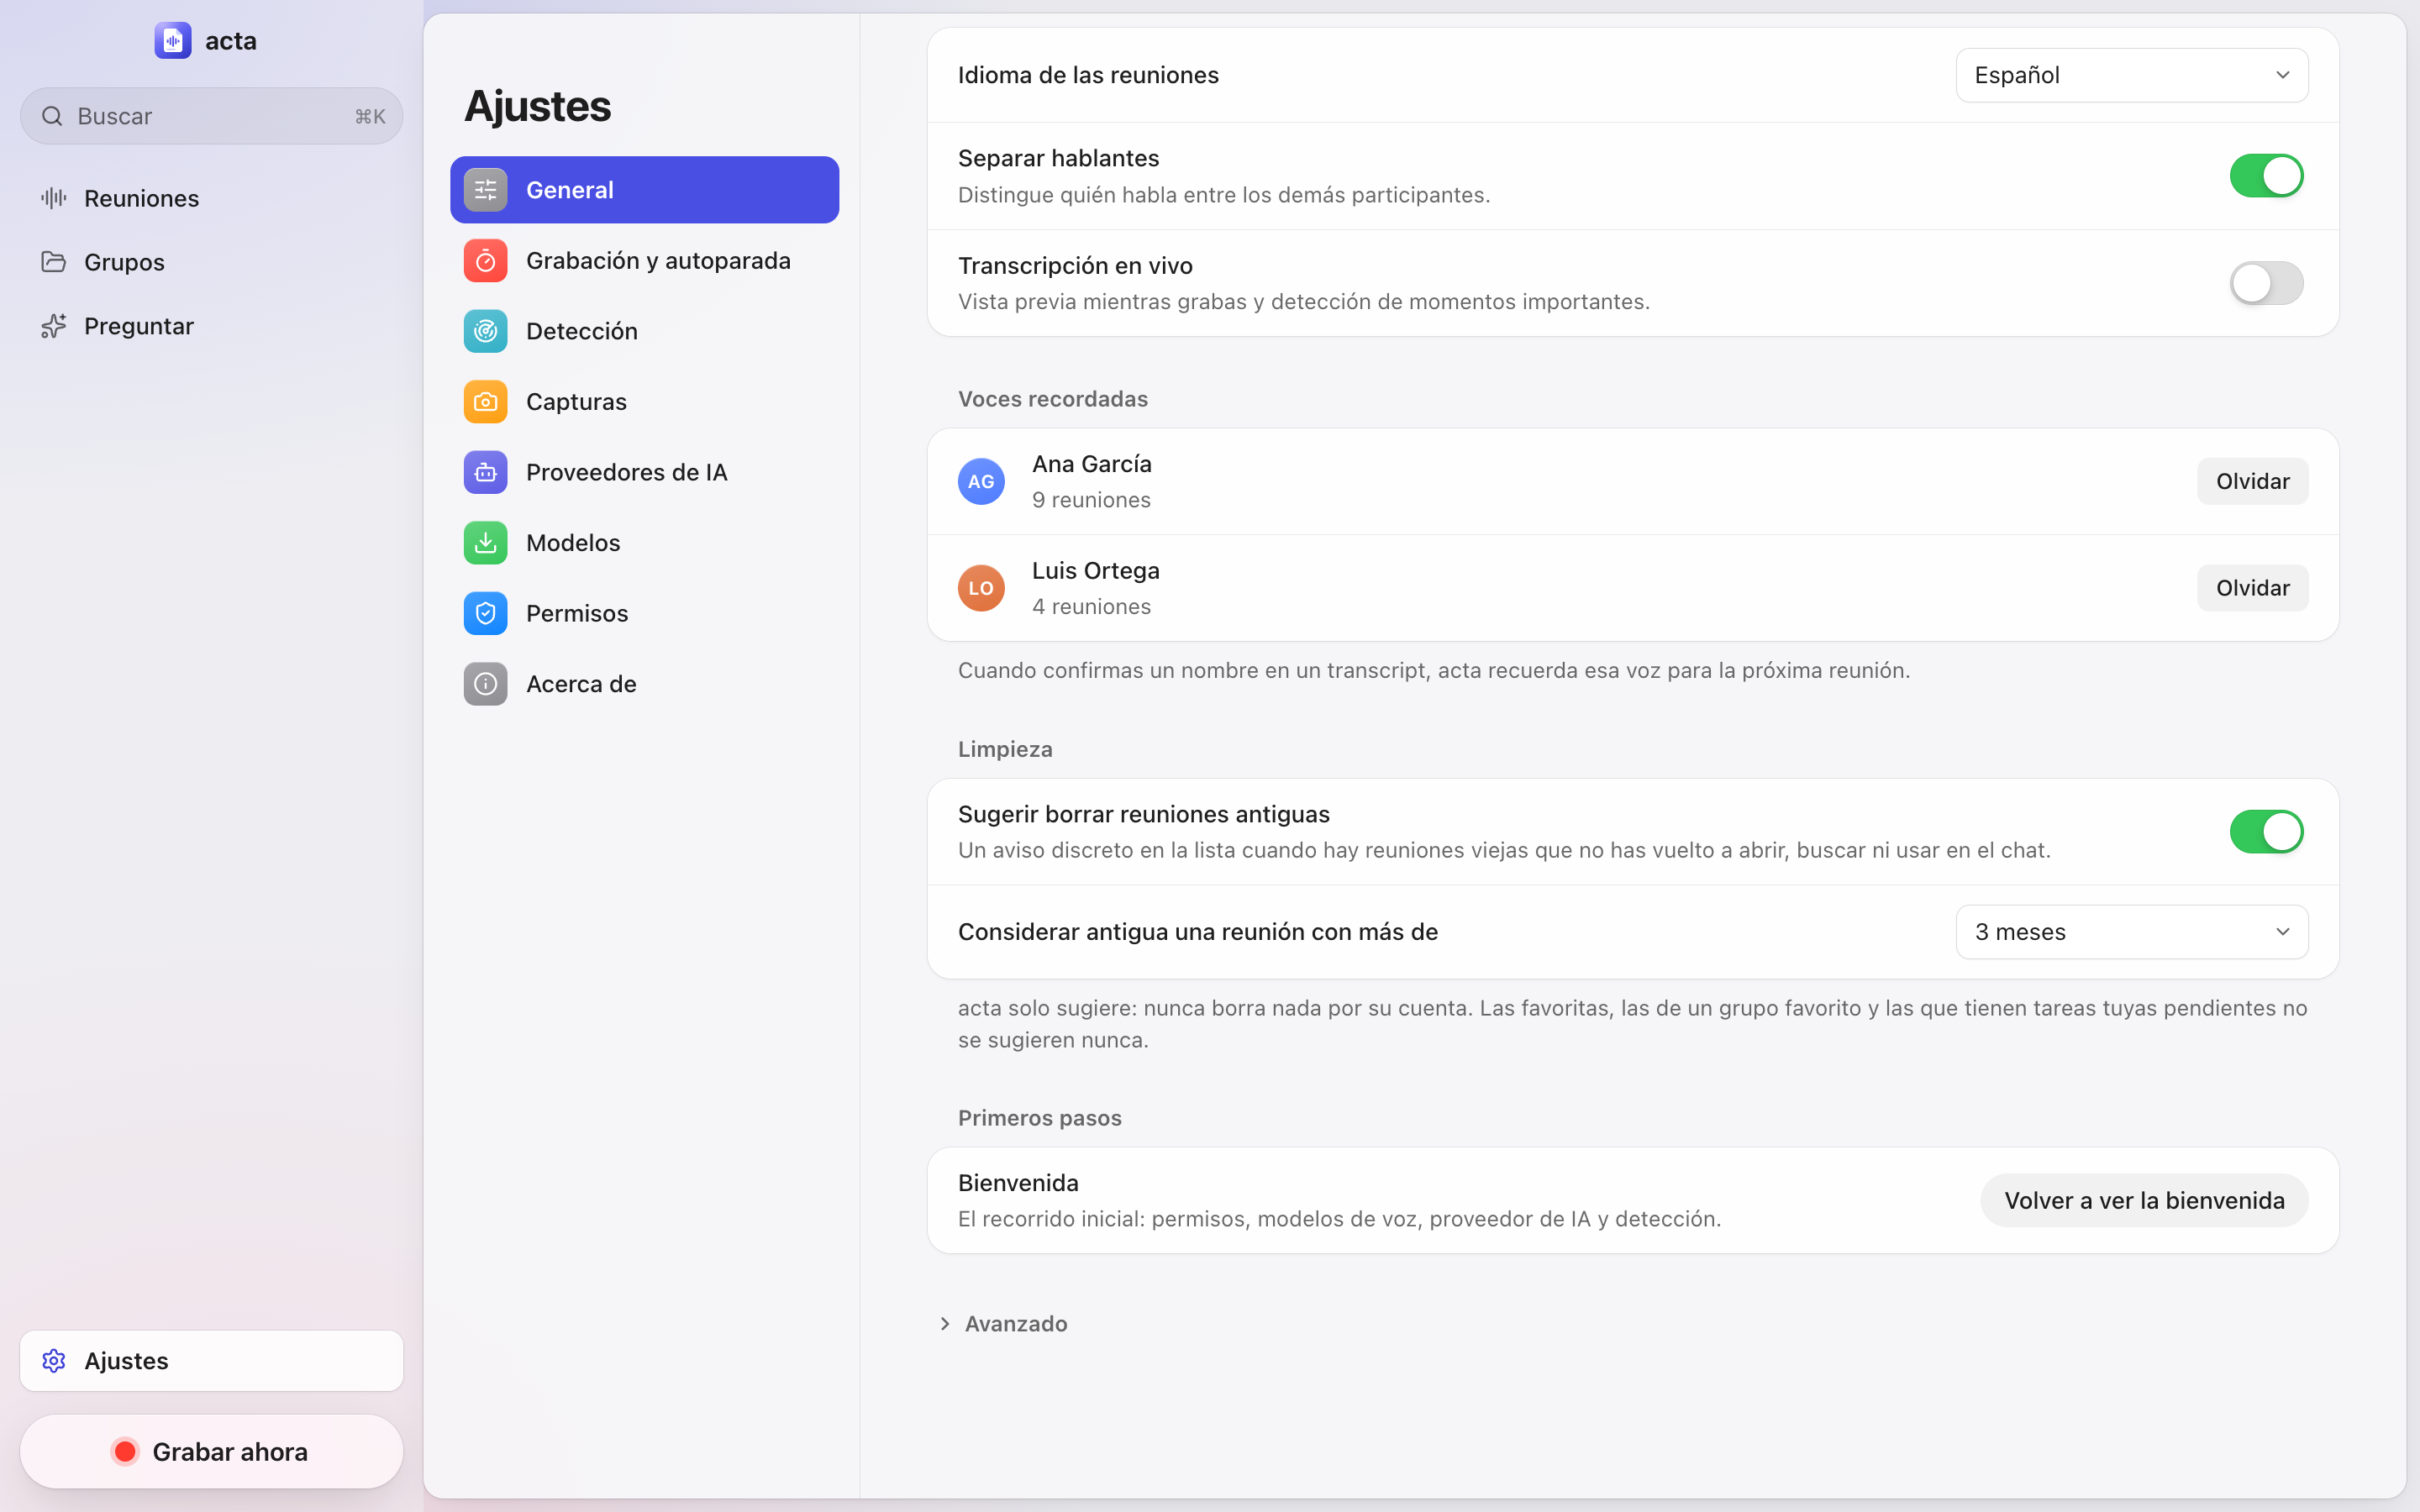 acta
Buscar ⌘K
Reuniones
Grupos
Preguntar
Ajustes
Grabar ahora
Ajustes
General
Grabación y autoparada
Detección
Capturas
Proveedores de IA
Modelos
Permisos
Acerca de
Idioma de las reuniones
Español
Separar hablantes
Distingue quién habla entre los demás participantes.
Transcripción en vivo
Vista previa mientras grabas y detección de momentos importantes.
Voces recordadas
AG
Ana García
9 reuniones
Olvidar
LO
Luis Ortega
4 reuniones
Olvidar
Cuando confirmas un nombre en un transcript, acta recuerda esa voz para la próxima reunión.
Limpieza
Sugerir borrar reuniones antiguas
Un aviso discreto en la lista cuando hay reuniones viejas que no has vuelto a abrir, buscar ni usar en el chat.
Considerar antigua una reunión con más de
3 meses
acta solo sugiere: nunca borra nada por su cuenta. Las favoritas, las de un grupo favorito y las que tienen tareas tuyas pendientes no
se sugieren nunca.
Primeros pasos
Bienvenida
El recorrido inicial: permisos, modelos de voz, proveedor de IA y detección.
Volver a ver la bienvenida
Avanzado